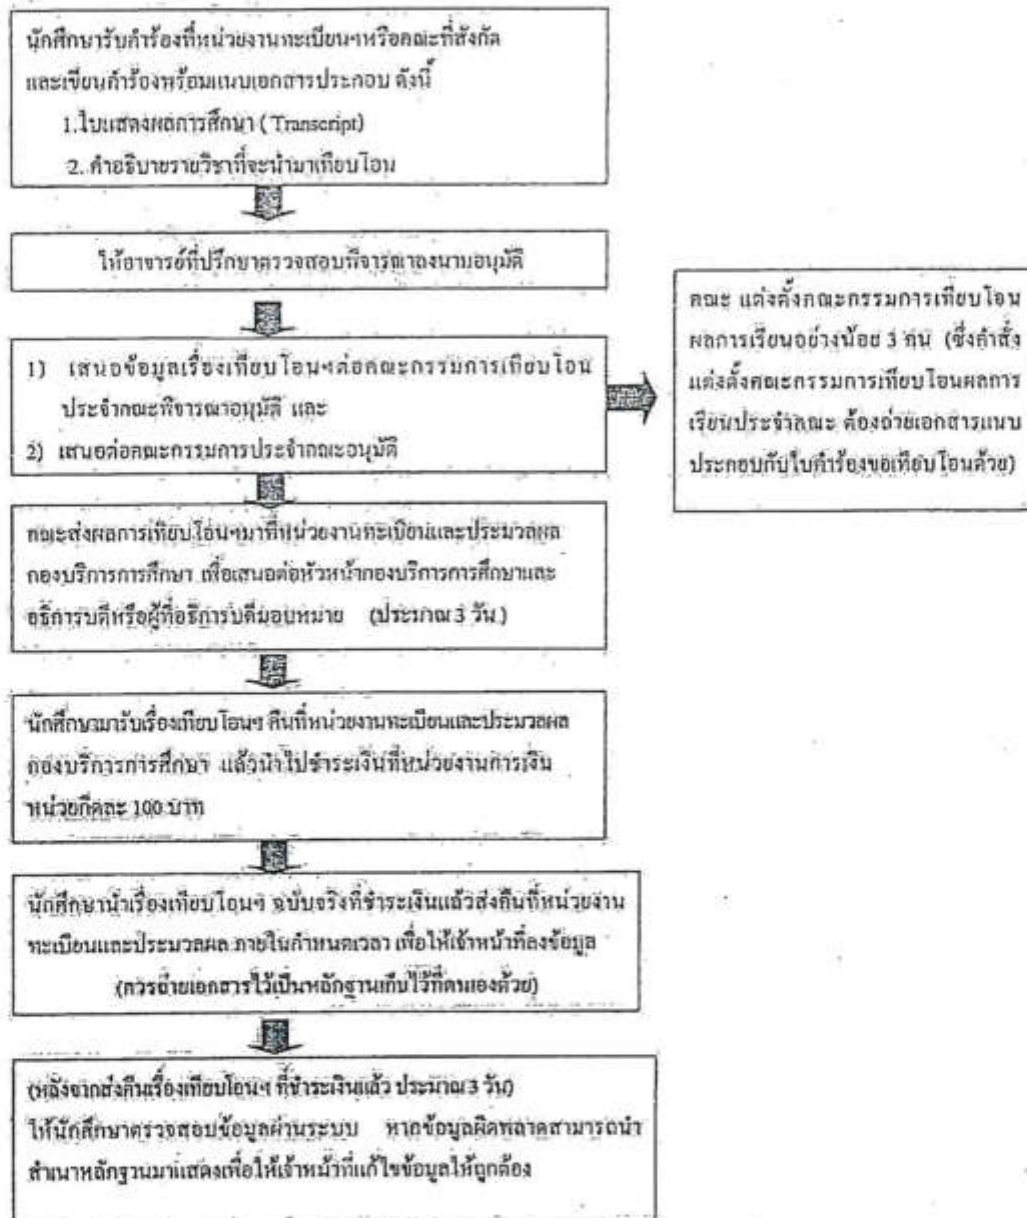 นักศึกษารับคำร้องที่หน่วยงานทะเบียนฯหรือคณะที่สังกัด
และเขียนคำร้องพร้อมแนบเอกสารประกอบ ดังนี้
1.ใบแสดงผลการศึกษา ( Transcript)
2. คำอธิบายรายวิชาที่จะนำมาเทียบโอน
ให้อาจารย์ที่ปรึกษาตรวจสอบพิจารณาลงนามอนุมัติ
1) เสนอข้อมูลเรื่องเทียบโอนฯต่อคณะกรรมการเทียบโอน
ประจำคณะพิจารณาอนุมัติ และ
2) เสนอต่อคณะกรรมการประจำคณะอนุมัติ
คณะ แต่งตั้งคณะกรรมการเทียบโอน
ผลการเรียนอย่างน้อย 3 คน (ซึ่งคำสั่ง
แต่งตั้งคณะกรรมการเทียบโอนผลการ
เรียนประจำคณะ ต้องถ่ายเอกสารแนบ
ประกอบกับใบคำร้องขอเทียบโอนด้วย)
คณะส่งผลการเทียบโอนฯมาที่หน่วยงานทะเบียนและประมวลผล
กองบริการการศึกษา เพื่อเสนอต่อหัวหน้ากองบริการการศึกษาและ
อธิการบดีหรือผู้ที่อธิการบดีมอบหมาย (ประมาณ 3 วัน )
นักศึกษามารับเรื่องเทียบโอนฯ คืนที่หน่วยงานทะเบียนและประมวลผล
กองบริการการศึกษา แล้วนำไปชำระเงินที่หน่วยงานการเงิน
หน่วยกิตละ 100 บาท
นักศึกษานำเรื่องเทียบโอนฯ ฉบับจริงที่ชำระเงินแล้วส่งคืนที่หน่วยงาน
ทะเบียนและประมวลผล ภายในกำหนดเวลา เพื่อให้เจ้าหน้าที่ลงข้อมูล
(ควรถ่ายเอกสารไว้เป็นหลักฐานเก็บไว้ที่ตนเองด้วย)
(หลังจากส่งคืนเรื่องเทียบโอนฯ ที่ชำระเงินแล้ว ประมาณ 3 วัน)
ให้นักศึกษาตรวจสอบข้อมูลผ่านระบบ หากข้อมูลผิดพลาดสามารถนำ
สำเนาหลักฐานมาแสดงเพื่อให้เจ้าหน้าที่แก้ไขข้อมูลให้ถูกต้อง